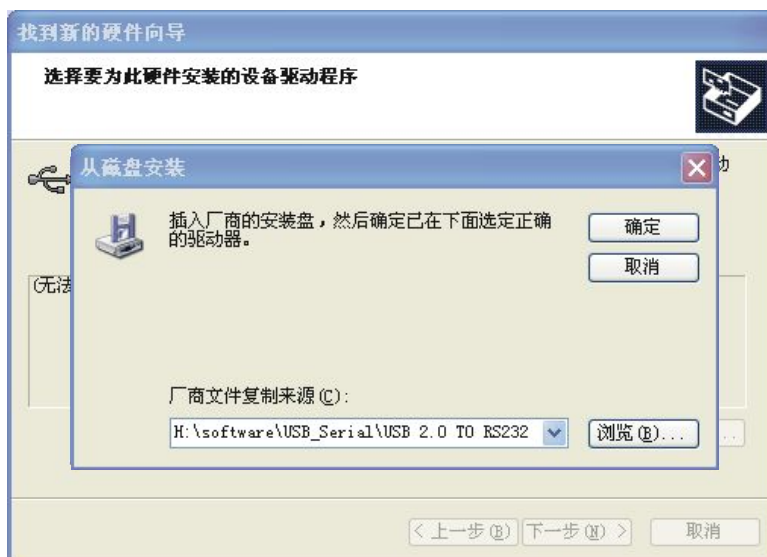 找到新的硬件向导
选择要为此硬件安装的设备驱动程序
动
从磁盘安装
插入厂商的安装盘，然后确定已在下面选定正确
的驱动器。
确定
取消
(无法
厂商文件复制来源(C):
H:\software\USB_Serial\USB 2.0 TO RS232
浏览(B)...
< 上一步(B)
下一步(N) >
取消